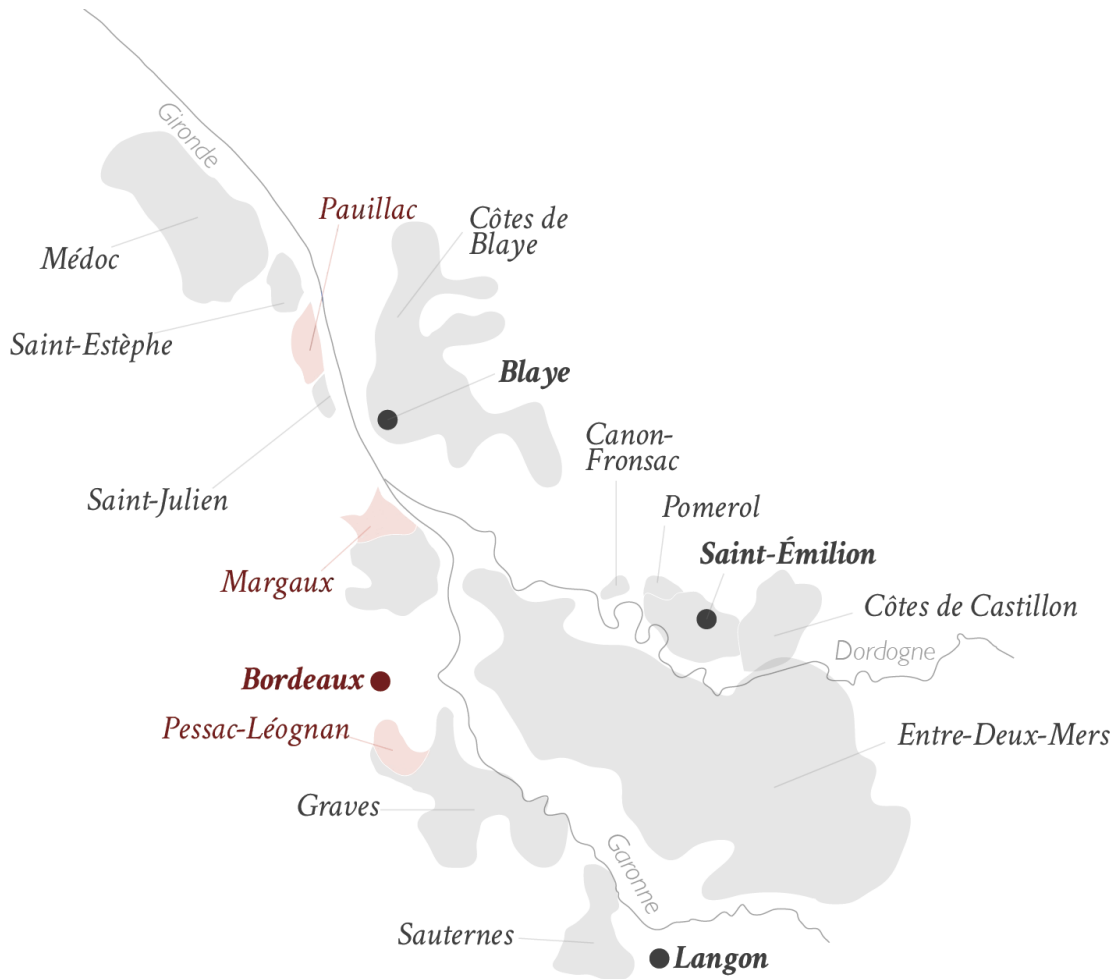 Gironde
Pauillac
Côtes de
Blaye
Médoc
Saint-Estèphe
Blaye
Canon-
Fronsac
Saint-Julien
Pomerol
Saint-Émilion
Margaux
Côtes de Castillon
Dordogne
Bordeaux
Pessac-Léognan
Entre-Deux-Mers
Graves
Garonne
Sauternes
Langon